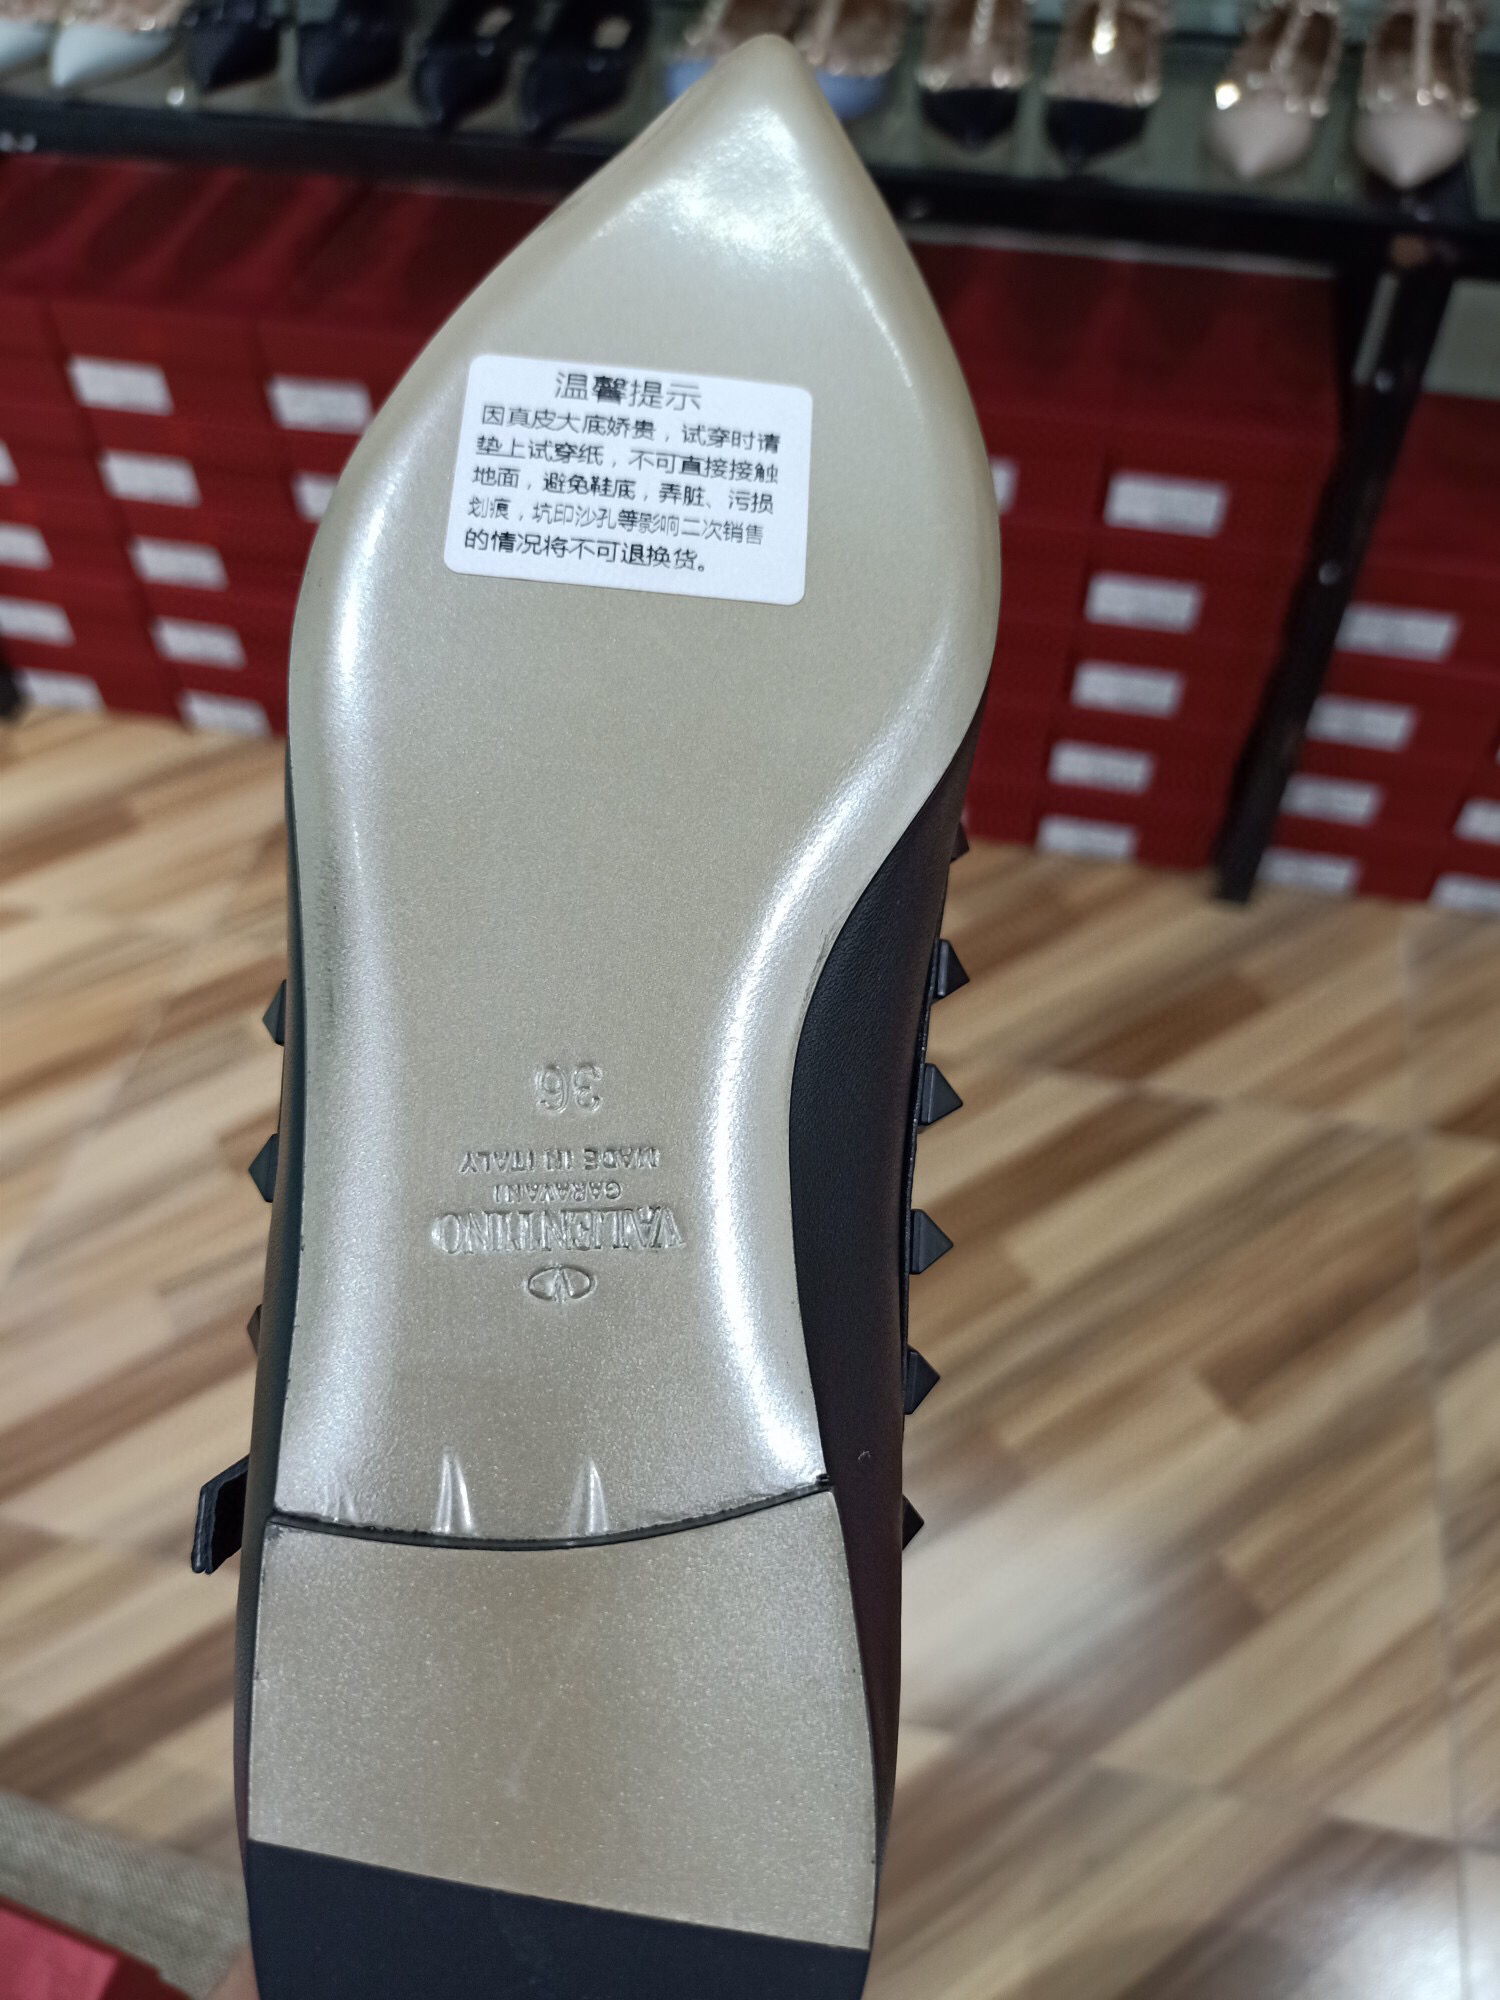 温馨提示
因真皮大底娇贵，试穿时请
垫上试穿纸，不可直接接触
地面，避免鞋底，弄脏、污损
划痕，坑印沙孔等影响二次销售
的情况将不可退换货。
36
MADE IN ITALY
GARAVANI
VALENTINO